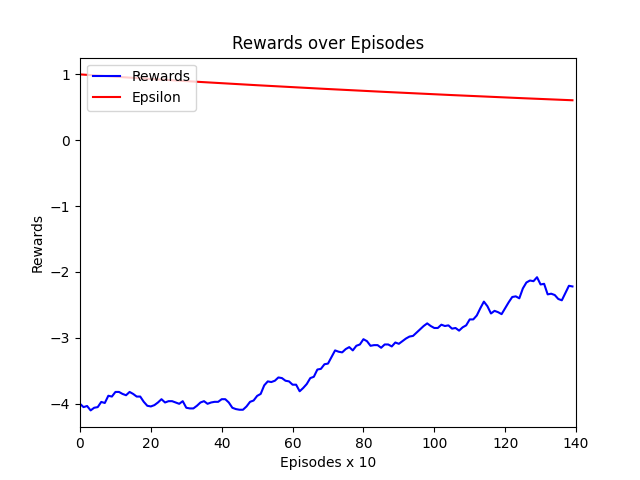 Rewards over Episodes
Rewards
Epsilon
1
0
−1
−2
−3
−4
Rewards
0 20 40 60 80 100 120 140
Episodes x 10